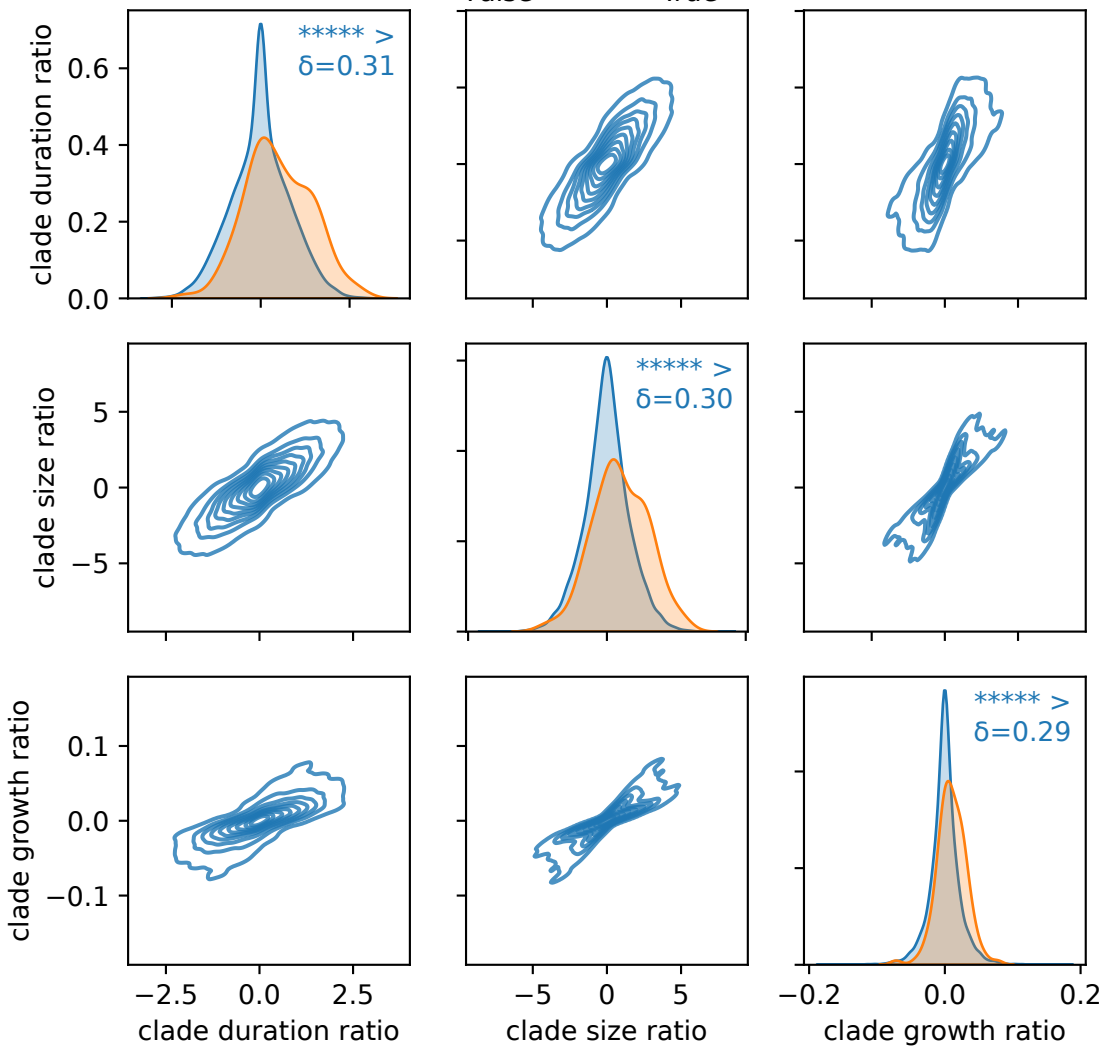 ***** >
δ=0.31
clade duration ratio
0.6
0.4
0.2
0.0
***** >
δ=0.30
clade size ratio
5
0
−5
***** >
δ=0.29
clade growth ratio
0.1
0.0
−0.1
−2.5 0.0 2.5 −5 0 5 −0.2 0.0 0.2
clade duration ratio clade size ratio clade growth ratio